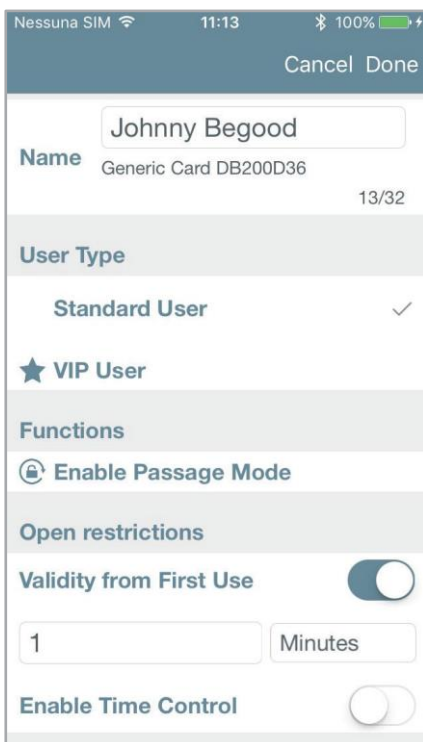 Nessuna SIM 11:13 100%
Cancel Done
Johnny Begood
Name Generic Card DB200D36
13/32
User Type
Standard User
VIP User
Functions
Enable Passage Mode
Open restrictions
Validity from First Use
1 Minutes
Enable Time Control